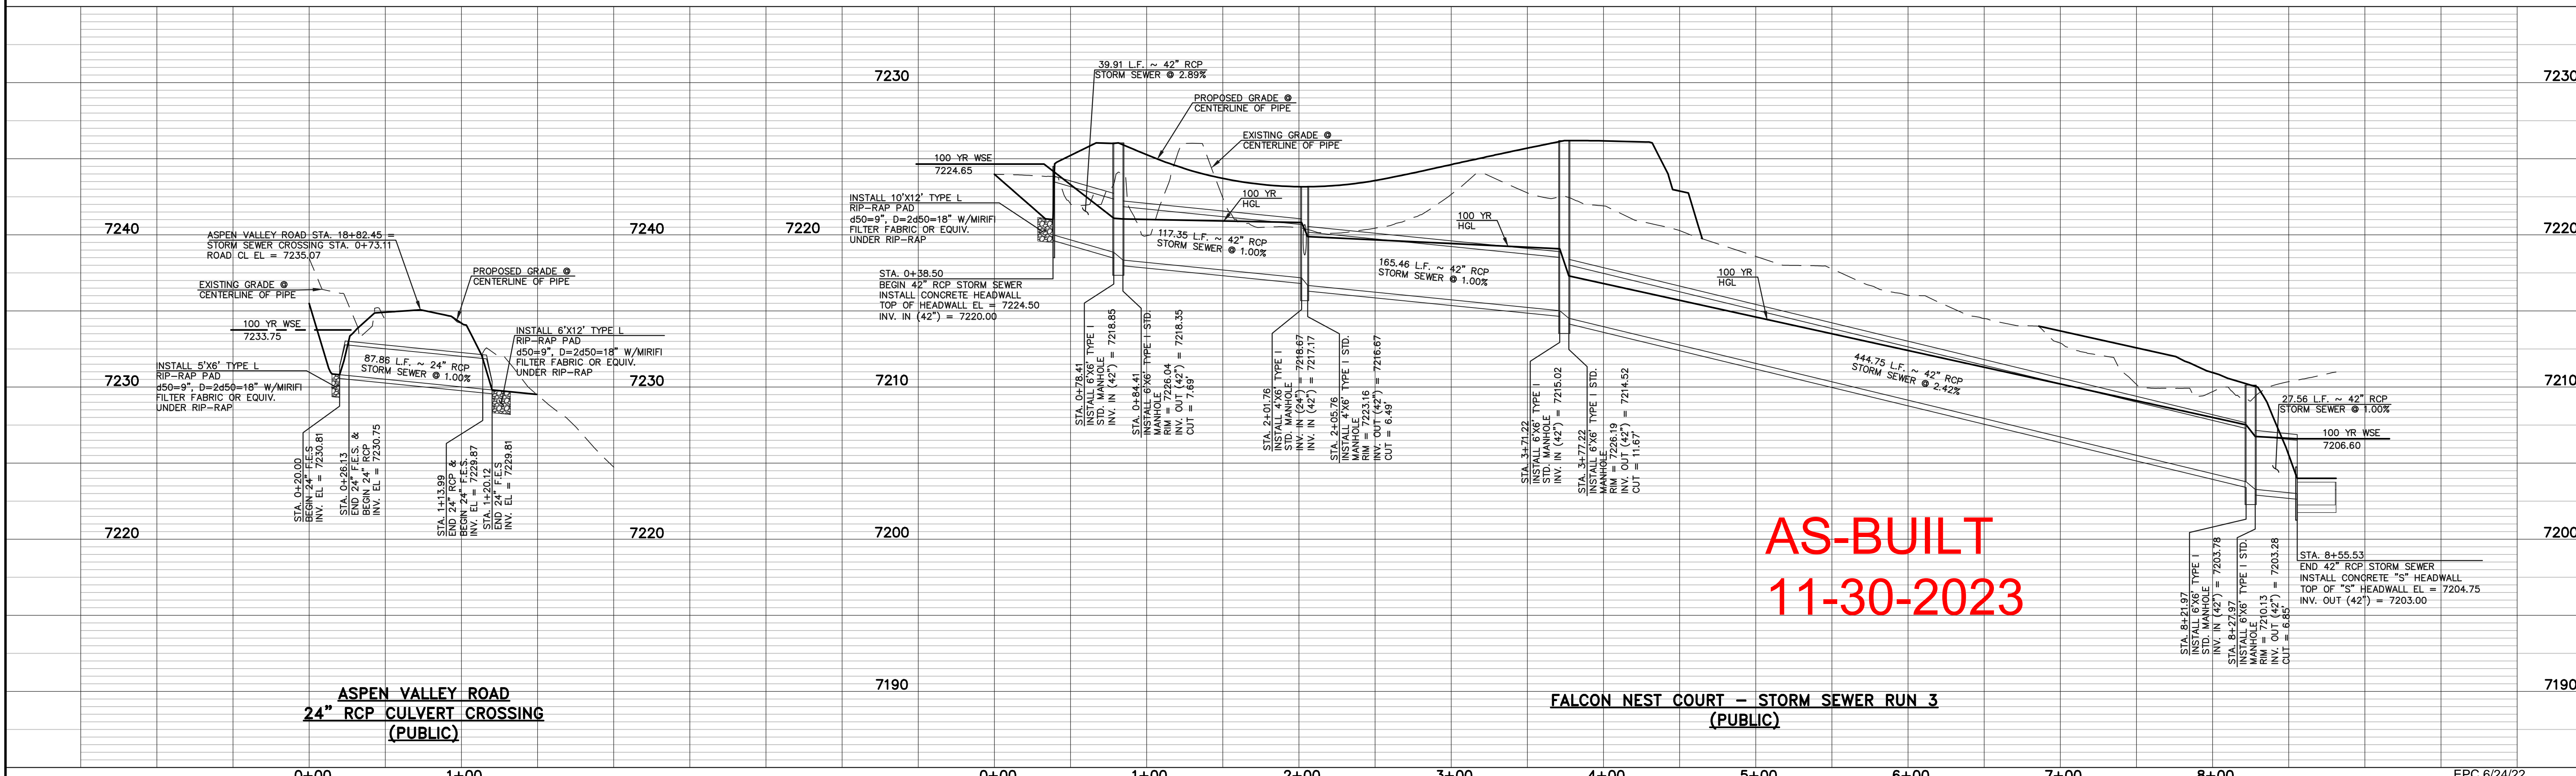 7240
7230
7220
ASPEN VALLEY ROAD STA. 18+82.45 =
STORM SEWER CROSSING STA. 0+73.11
ROAD CL EL = 7235.07
EXISTING GRADE @
CENTERLINE OF PIPE
PROPOSED GRADE @
CENTERLINE OF PIPE
100 YR WSE
7233.75
INSTALL 5'X6' TYPE L
RIP-RAP PAD
d50=9", D=2d50=18" W/MIRIFI
FILTER FABRIC OR EQUIV.
UNDER RIP-RAP
87.86 L.F. ~ 24" RCP
STORM SEWER @ 1.00%
INSTALL 6'X12' TYPE L
RIP-RAP PAD
d50=9", D=2d50=18" W/MIRIFI
FILTER FABRIC OR EQUIV.
UNDER RIP-RAP
STA. 0+20.00
BEGIN 24" F.E.S
INV. EL = 7230.81
STA. 0+26.13
END 24" F.E.S. &
BEGIN 24" RCP
INV. EL = 7230.75
STA. 1+13.99
END 24" RCP &
BEGIN 24" F.E.S.
INV. EL = 7229.87
STA. 1+20.12
END 24" F.E.S
INV. EL = 7229.81
7240
7230
7220
ASPEN VALLEY ROAD
24" RCP CULVERT CROSSING
(PUBLIC)
0+00
1+00
7230
7220
7210
7200
7190
39.91 L.F. ~ 42" RCP
STORM SEWER @ 2.89%
PROPOSED GRADE @
CENTERLINE OF PIPE
EXISTING GRADE @
CENTERLINE OF PIPE
100 YR WSE
7224.65
INSTALL 10'X12' TYPE L
RIP-RAP PAD
d50=9", D=2d50=18" W/MIRIFI
FILTER FABRIC OR EQUIV.
UNDER RIP-RAP
STA. 0+38.50
BEGIN 42" RCP STORM SEWER
INSTALL CONCRETE HEADWALL
TOP OF HEADWALL EL = 7224.50
INV. IN (42") = 7220.00
100 YR
HGL
117.35 L.F. ~ 42" RCP
STORM SEWER @ 1.00%
100 YR
HGL
165.46 L.F. ~ 42" RCP
STORM SEWER @ 1.00%
100 YR
HGL
444.75 L.F. ~ 42" RCP
STORM SEWER @ 2.42%
27.56 L.F. ~ 42" RCP
STORM SEWER @ 1.00%
100 YR WSE
7206.60
STA. 0+78.41
INSTALL 6'X6' TYPE I
STD. MANHOLE
INV. IN (42") = 7218.85
STA. 0+84.41
INSTALL 6'X6' TYPE I STD.
MANHOLE
RIM = 7226.04
INV. OUT (42") = 7218.35
CUT = 7.69'
STA. 2+01.76
INSTALL 4'X6' TYPE I
STD. MANHOLE
INV. IN (24") = 7218.67
INV. IN (42") = 7217.17
STA. 2+05.76
INSTALL 4'X6' TYPE I STD.
MANHOLE
RIM = 7223.16
INV. OUT (42") = 7216.67
CUT = 6.49'
STA. 3+71.22
INSTALL 6'X6' TYPE I
STD. MANHOLE
INV. IN (42") = 7215.02
STA. 3+77.22
INSTALL 6'X6' TYPE I STD.
MANHOLE
RIM = 7226.19
INV. OUT (42") = 7214.52
CUT = 11.67'
STA. 8+21.97
INSTALL 6'X6' TYPE I
STD. MANHOLE
INV. IN (42") = 7203.78
STA. 8+27.97
INSTALL 6'X6' TYPE I STD.
MANHOLE
RIM = 7210.13
INV. OUT (42") = 7203.28
CUT = 6.85'
STA. 8+55.53
END 42" RCP STORM SEWER
INSTALL CONCRETE "S" HEADWALL
TOP OF "S" HEADWALL EL = 7204.75
INV. OUT (42") = 7203.00
AS-BUILT
11-30-2023
7230
7220
7210
7200
7190
FALCON NEST COURT - STORM SEWER RUN 3
(PUBLIC)
0+00
1+00
2+00
3+00
4+00
5+00
6+00
7+00
8+00
EPC 6/24/22